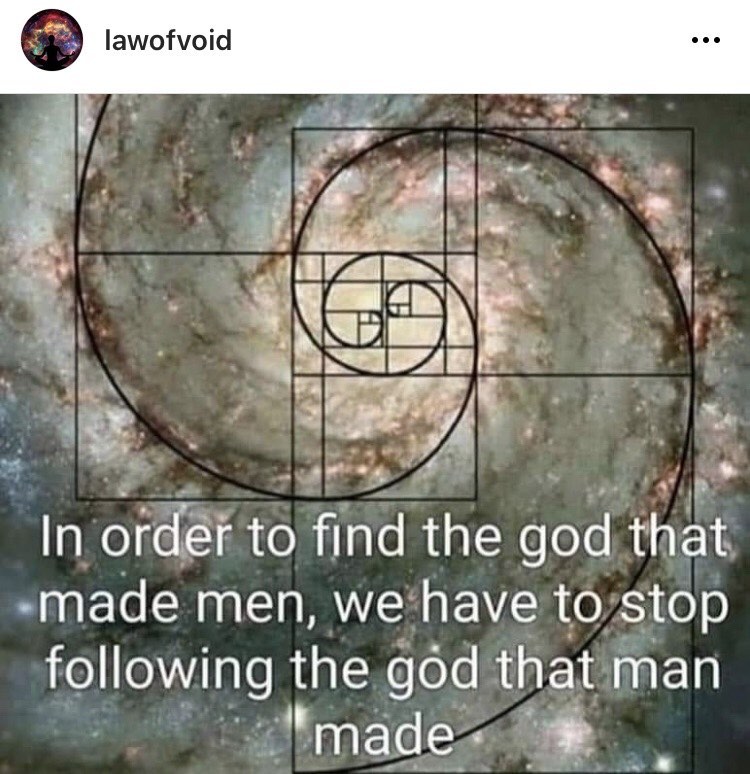 lawofvoid
In order to find the god that
made men, we have to stop
following the god that man
made